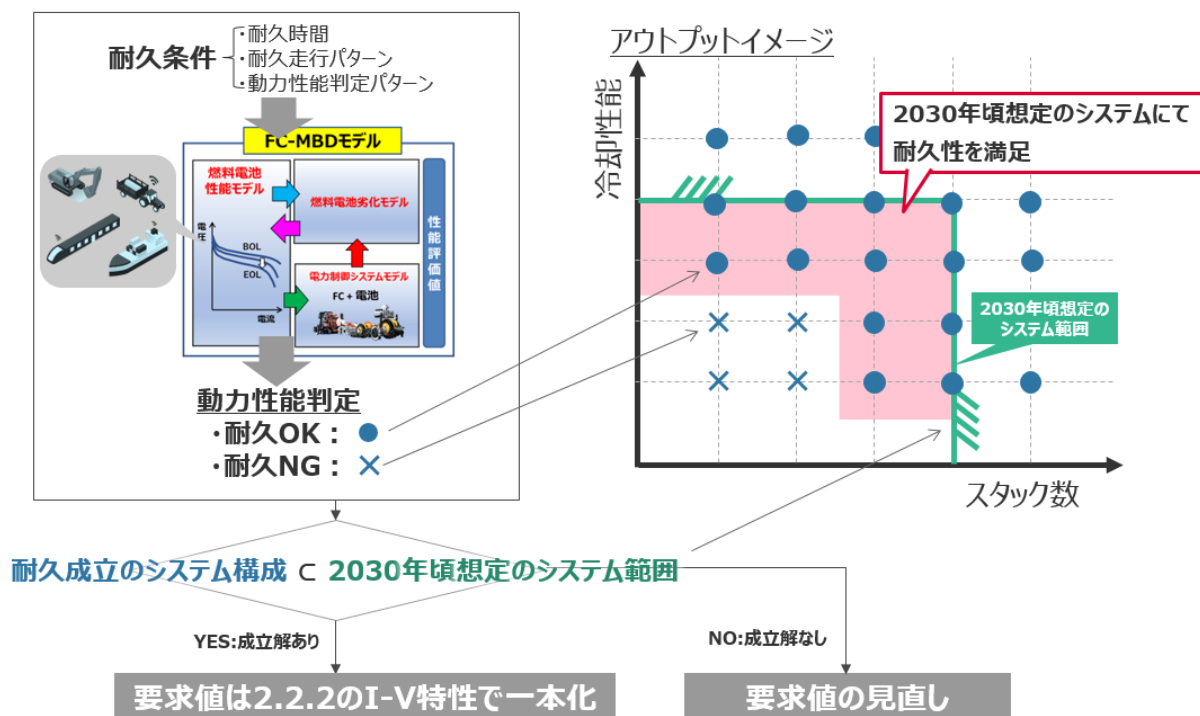 耐久条件
・耐久時間
・耐久走行パターン
・動力性能判定パターン
FC-MBDモデル
燃料電池
性能モデル
燃料電池劣化モデル
性能評価値
電圧
BOL
EOL
電流
電力制御システムモデル
FC + 電池
動力性能判定
・耐久OK：
・耐久NG：
アウトプットイメージ
冷却性能
2030年頃想定のシステムにて
耐久性を満足
2030年頃想定の
システム範囲
スタック数
耐久成立のシステム構成 ⊂ 2030年頃想定のシステム範囲
YES:成立解あり
NO:成立解なし
要求値は2.2.2のI-V特性で一本化
要求値の見直し